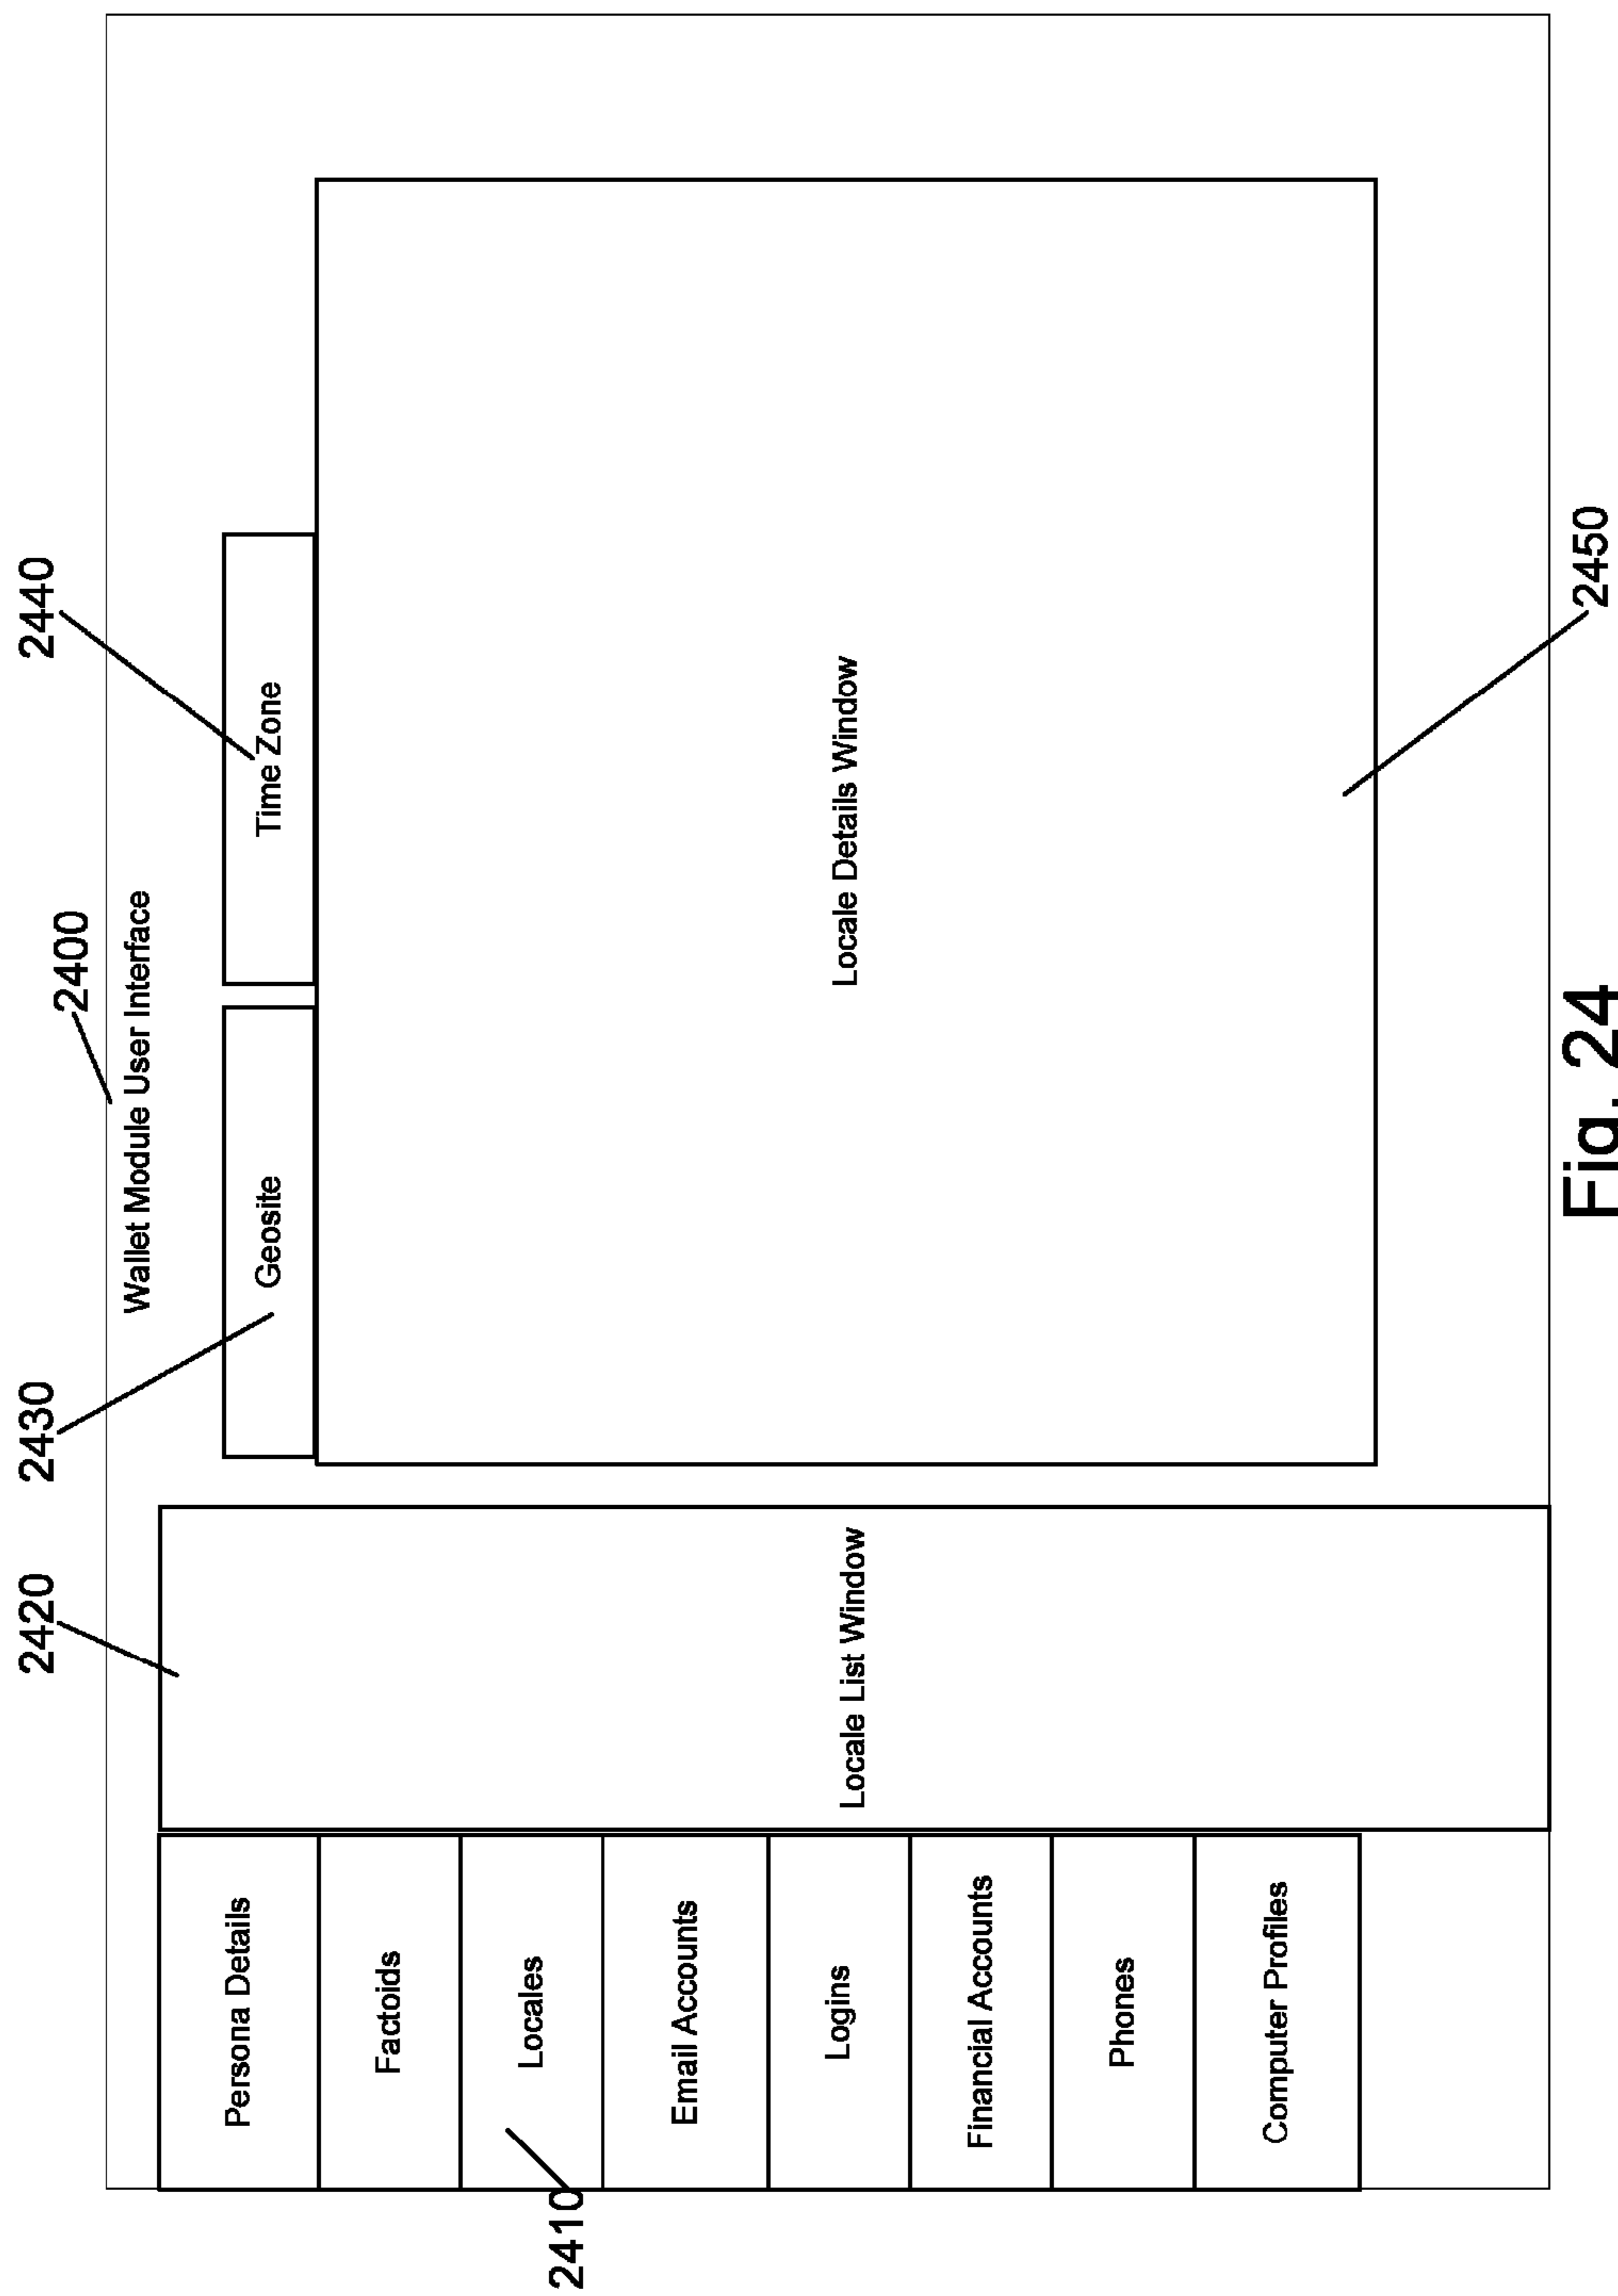 2400
Wallet Module User Interface
2410
2420
2430
2440
Persona Details
Factoids
Locales
Email Accounts
Logins
Financial Accounts
Phones
Computer Profiles
Locale List Window
Geosite
Time Zone
Locale Details Window
2450
Fig. 24